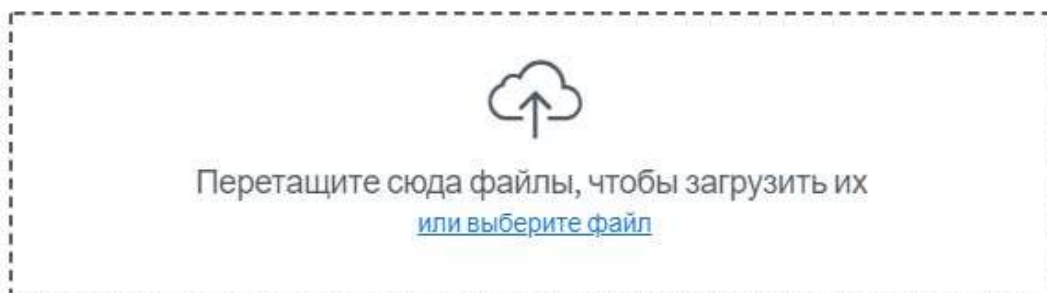 Перетащите сюда файлы, чтобы загрузить их
или выберите файл